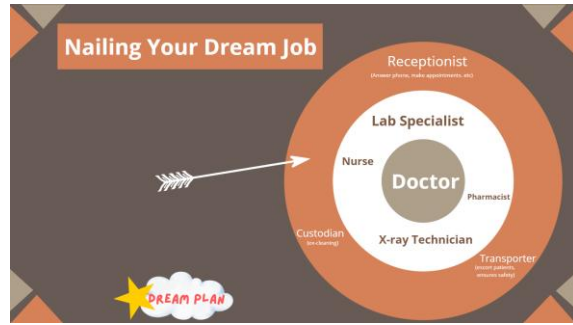 Nailing Your Dream Job
Receptionist
(Answer phone, make appointments, etc)
Lab Specialist
Nurse
Doctor
Pharmacist
Custodian
(ex-cleaning)
X-ray Technician
Transporter
(escort patients,
ensures safety)
DREAM PLAN